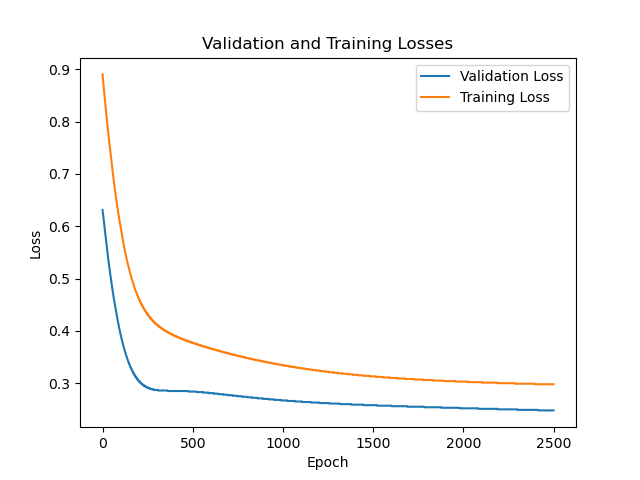 Validation and Training Losses
Validation Loss
Training Loss
0.9
0.8
0.7
0.6
0.5
0.4
0.3
Loss
0
500
1000
1500
2000
2500
Epoch